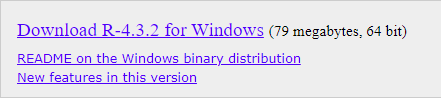 Download R-4.3.2 for Windows (79 megabytes, 64 bit)
README on the Windows binary distribution
New features in this version